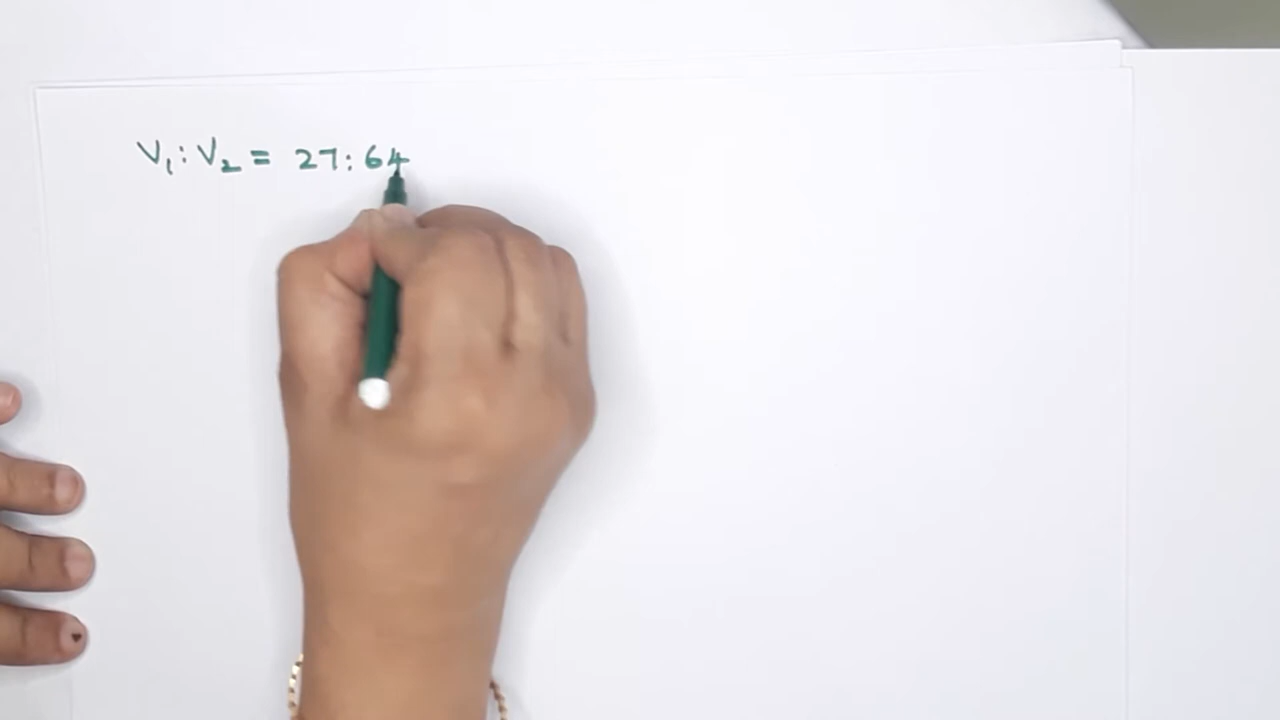 V₁ : V₂ = 27 : 64